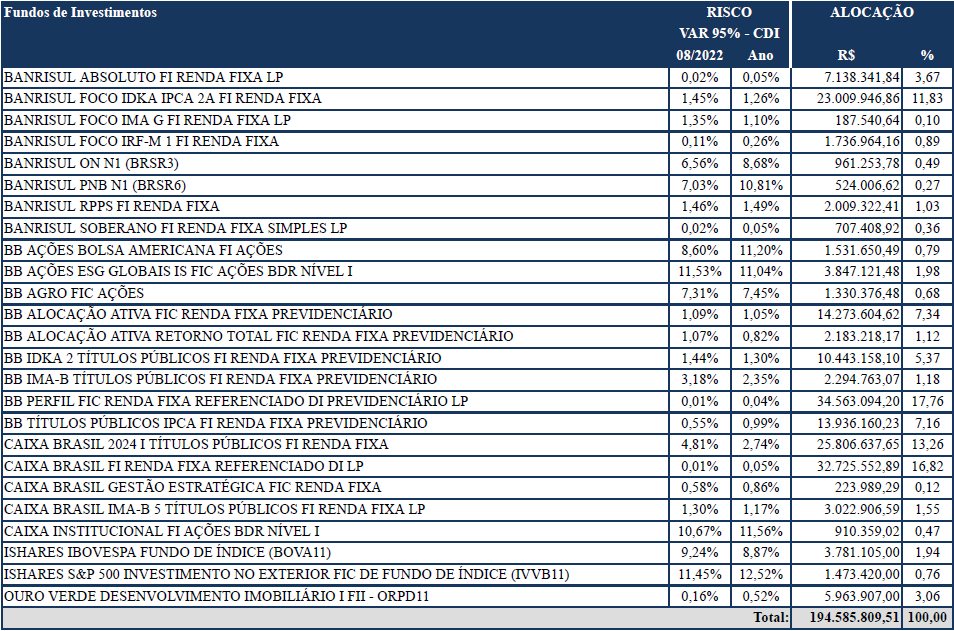 Fundos de Investimentos RISCO ALOCAÇÃO
VAR 95% - CDI
08/2022 Ano R$ %
BANRISUL ABSOLUTO FI RENDA FIXA LP 0,02% 0,05% 7.138.341,84 3,67
BANRISUL FOCO IDKA IPCA 2A FI RENDA FIXA 1,45% 1,26% 23.009.946,86 11,83
BANRISUL FOCO IMA G FI RENDA FIXA LP 1,35% 1,10% 187.540,64 0,10
BANRISUL FOCO IRF-M 1 FI RENDA FIXA 0,11% 0,26% 1.736.964,16 0,89
BANRISUL ON N1 (BRSR3) 6,56% 8,68% 961.253,78 0,49
BANRISUL PNB N1 (BRSR6) 7,03% 10,81% 524.006,62 0,27
BANRISUL RPPS FI RENDA FIXA 1,46% 1,49% 2.009.322,41 1,03
BANRISUL SOBERANO FI RENDA FIXA SIMPLES LP 0,02% 0,05% 707.408,92 0,36
BB AÇÕES BOLSA AMERICANA FI AÇÕES 8,60% 11,20% 1.531.650,49 0,79
BB AÇÕES ESG GLOBAIS IS FIC AÇÕES BDR NÍVEL I 11,53% 11,04% 3.847.121,48 1,98
BB AGRO FIC AÇÕES 7,31% 7,45% 1.330.376,48 0,68
BB ALOCAÇÃO ATIVA FIC RENDA FIXA PREVIDENCIÁRIO 1,09% 1,05% 14.273.604,62 7,34
BB ALOCAÇÃO ATIVA RETORNO TOTAL FIC RENDA FIXA PREVIDENCIÁRIO 1,07% 0,82% 2.183.218,17 1,12
BB IDKA 2 TÍTULOS PÚBLICOS FI RENDA FIXA PREVIDENCIÁRIO 1,44% 1,30% 10.443.158,10 5,37
BB IMA-B TÍTULOS PÚBLICOS FI RENDA FIXA PREVIDENCIÁRIO 3,18% 2,35% 2.294.763,07 1,18
BB PERFIL FIC RENDA FIXA REFERENCIADO DI PREVIDENCIÁRIO LP 0,01% 0,04% 34.563.094,20 17,76
BB TÍTULOS PÚBLICOS IPCA FI RENDA FIXA PREVIDENCIÁRIO 0,55% 0,99% 13.936.160,23 7,16
CAIXA BRASIL 2024 I TÍTULOS PÚBLICOS FI RENDA FIXA 4,81% 2,74% 25.806.637,65 13,26
CAIXA BRASIL FI RENDA FIXA REFERENCIADO DI LP 0,01% 0,05% 32.725.552,89 16,82
CAIXA BRASIL GESTÃO ESTRATÉGICA FIC RENDA FIXA 0,58% 0,86% 223.989,29 0,12
CAIXA BRASIL IMA-B 5 TÍTULOS PÚBLICOS FI RENDA FIXA LP 1,30% 1,17% 3.022.906,59 1,55
CAIXA INSTITUCIONAL FI AÇÕES BDR NÍVEL I 10,67% 11,56% 910.359,02 0,47
ISHARES IBOVESPA FUNDO DE ÍNDICE (BOVA11) 9,24% 8,87% 3.781.105,00 1,94
ISHARES S&P 500 INVESTIMENTO NO EXTERIOR FIC DE FUNDO DE ÍNDICE (IVVB11) 11,45% 12,52% 1.473.420,00 0,76
OURO VERDE DESENVOLVIMENTO IMOBILIÁRIO I FII - ORPD11 0,16% 0,52% 5.963.907,00 3,06
Total: 194.585.809,51 100,00